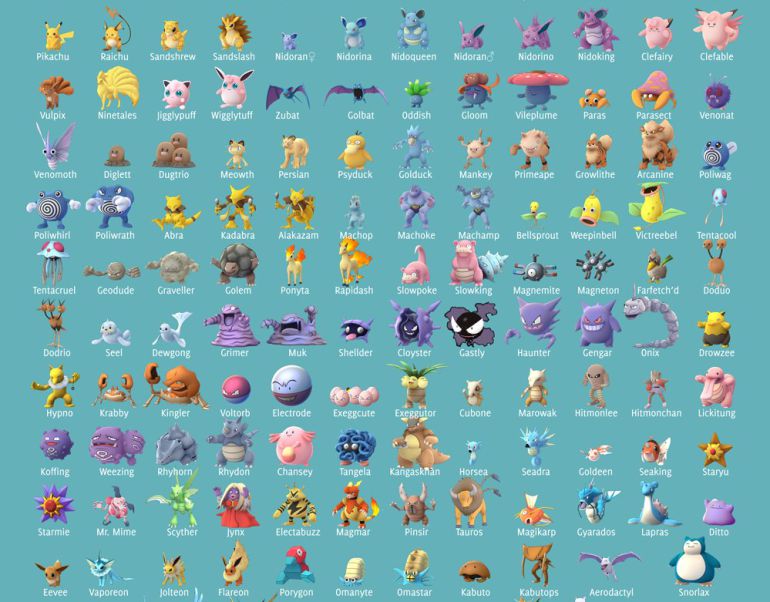 Pikachu Raichu Sandshrew Sandslash Nidoran♀ Nidorina Nidoqueen Nidoran♂ Nidorino Nidoking Clefairy Clefable
Vulpix Ninetales Jigglypuff Wigglytuff Zubat Golbat Oddish Gloom Vileplume Paras Parasect Venonat
Venomoth Diglett Dugtrio Meowth Persian Psyduck Golduck Mankey Primeape Growlithe Arcanine Poliwag
Poliwhirl Poliwrath Abra Kadabra Alakazam Machop Machoke Machamp Bellsprout Weepinbell Victreebel Tentacool
Tentacruel Geodude Graveller Golem Ponyta Rapidash Slowpoke Slowking Magnemite Magneton Farfetch'd Doduo
Dodrio Seel Dewgong Grimer Muk Shellder Cloyster Gastly Haunter Gengar Onix Drowzee
Hypno Krabby Kingler Voltorb Electrode Exeggcute Exeggutor Cubone Marowak Hitmonlee Hitmonchan Lickitung
Koffing Weezing Rhyhorn Rhydon Chansey Tangela Kangaskhan Horsea Seadra Goldeen Seaking Staryu
Starmie Mr. Mime Scyther Jynx Electabuzz Magmar Pinsir Tauros Magikarp Gyarados Lapras Ditto
Eevee Vaporeon Jolteon Flareon Porygon Omanyte Omastar Kabuto Kabutops Aerodactyl Snorlax